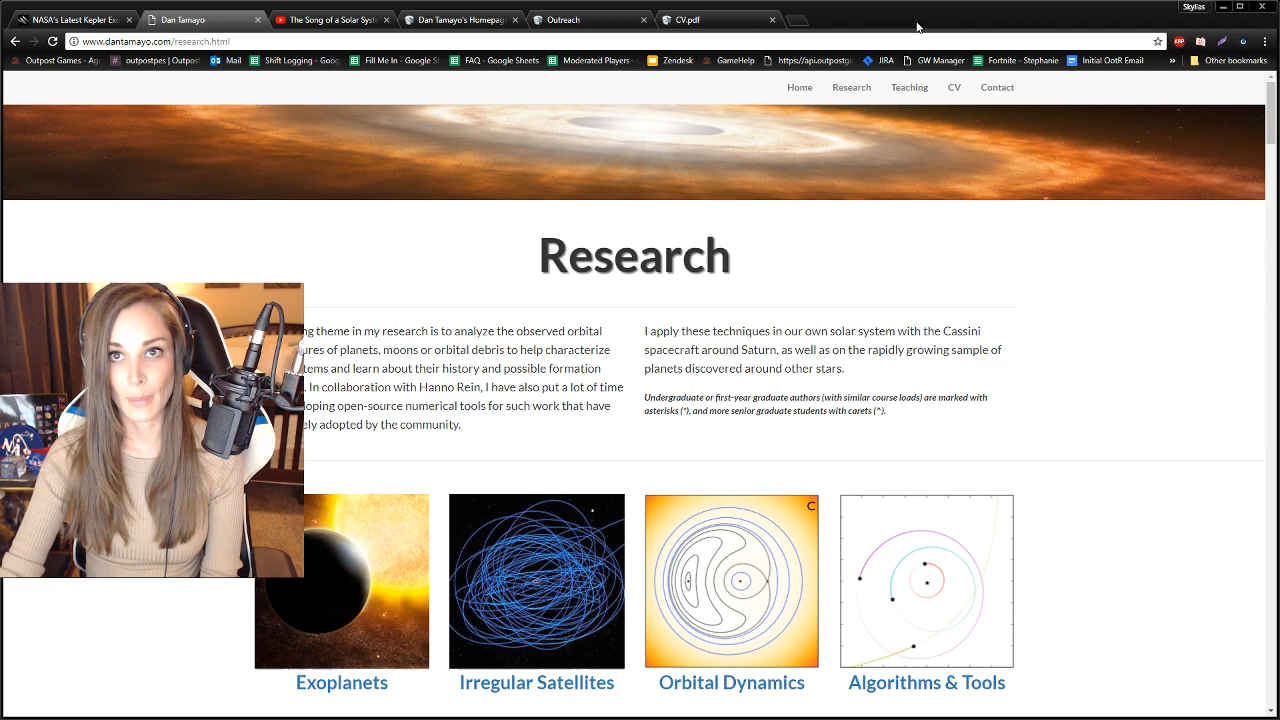 Skyllas
NASA's Latest Kepler Exo
Dan Tamayo
The Song of a Solar Syste
Dan Tamayo's Homepag
Outreach
CV.pdf
www.dantamayo.com/research.html
Outpost Games - Ag
outpostpes | Outpos
Mail
Shift Logging - Goog
Fill Me In - Google S
FAQ - Google Sheets
Moderated Players -
Zendesk
GameHelp
https://api.outpostga
JIRA
GW Manager
Fortnite - Stephanie
Initial OotR Email
»
Other bookmarks
Home Research Teaching CV Contact
Research
ng theme in my research is to analyze the observed orbital
res of planets, moons or orbital debris to help characterize
tems and learn about their history and possible formation
. In collaboration with Hanno Rein, I have also put a lot of time
oping open-source numerical tools for such work that have
ely adopted by the community.
I apply these techniques in our own solar system with the Cassini
spacecraft around Saturn, as well as on the rapidly growing sample of
planets discovered around other stars.
Undergraduate or first-year graduate authors (with similar course loads) are marked with
asterisks (*), and more senior graduate students with carets (^).
C
Exoplanets
Irregular Satellites
Orbital Dynamics
Algorithms & Tools
NASA